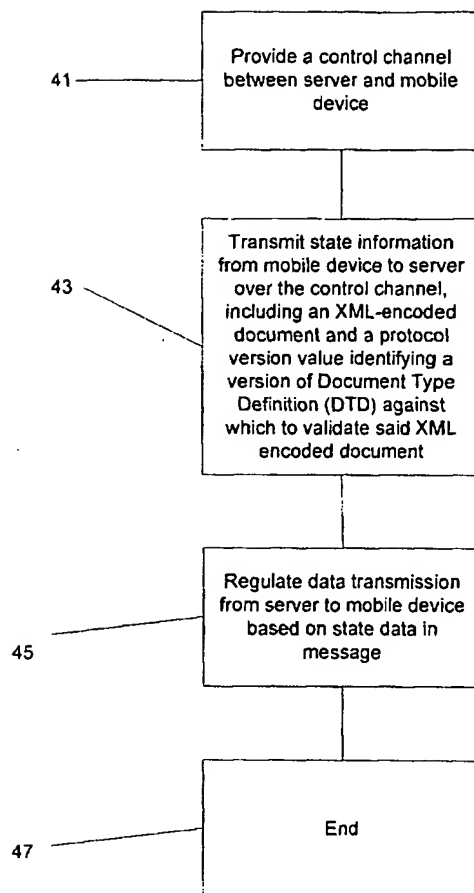 41
Provide a control channel
between server and mobile
device
43
Transmit state information
from mobile device to server
over the control channel,
including an XML-encoded
document and a protocol
version value identifying a
version of Document Type
Definition (DTD) against
which to validate said XML
encoded document
45
Regulate data transmission
from server to mobile device
based on state data in
message
47
End